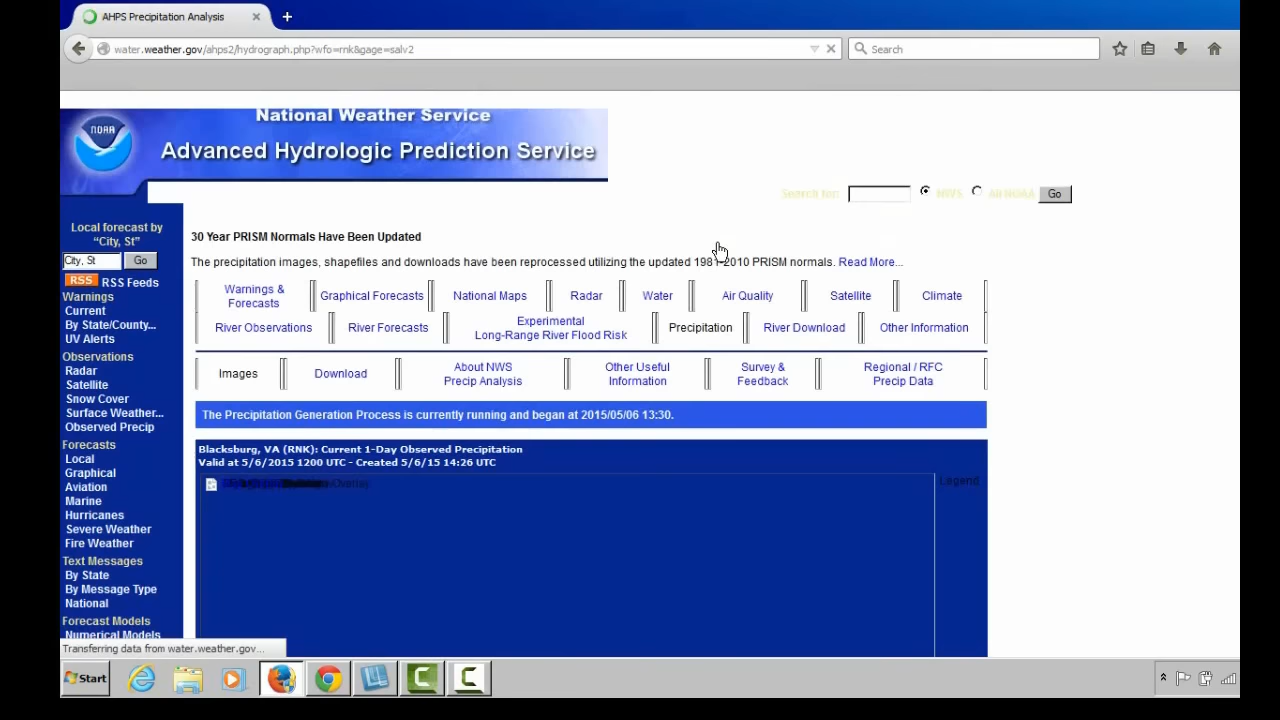 AHPS Precipitation Analysis
water.weather.gov/ahps2/hydrograph.php?wfo=rnk&gage=salv2
Search
National Weather Service
NOAA
Advanced Hydrologic Prediction Service
Search for:
NWS
All NOAA
Go
Local forecast by
"City, St"
City, St
Go
RSS
RSS Feeds
Warnings
Current
By State/County...
UV Alerts
Observations
Radar
Satellite
Snow Cover
Surface Weather...
Observed Precip
Forecasts
Local
Graphical
Aviation
Marine
Hurricanes
Severe Weather
Fire Weather
Text Messages
By State
By Message Type
National
Forecast Models
Numerical Models
30 Year PRISM Normals Have Been Updated
The precipitation images, shapefiles and downloads have been reprocessed utilizing the updated 1981-2010 PRISM normals. Read More...
Warnings &
Forecasts
Graphical Forecasts
National Maps
Radar
Water
Air Quality
Satellite
Climate
River Observations
River Forecasts
Experimental
Long-Range River Flood Risk
Precipitation
River Download
Other Information
Images
Download
About NWS
Precip Analysis
Other Useful
Information
Survey &
Feedback
Regional / RFC
Precip Data
The Precipitation Generation Process is currently running and began at 2015/05/06 13:30.
Blacksburg, VA (RNK): Current 1-Day Observed Precipitation
Valid at 5/6/2015 1200 UTC - Created 5/6/15 14:26 UTC
Legend
Transferring data from water.weather.gov...
Start